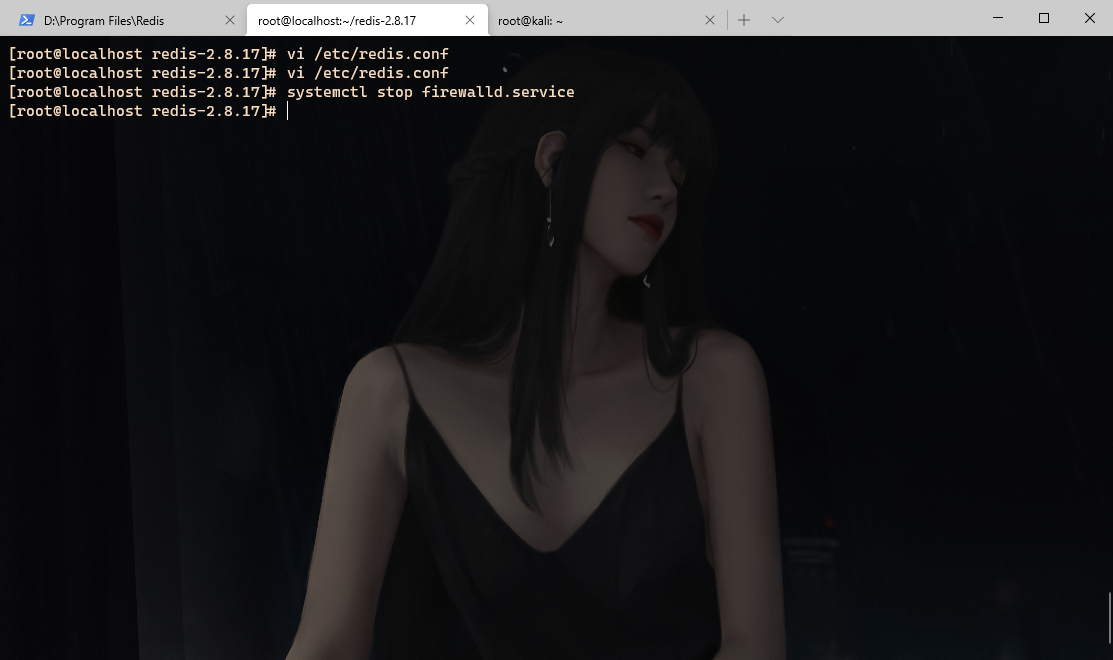 D:\Program Files\Redis
root@localhost:~/redis-2.8.17
root@kali: ~
[root@localhost redis-2.8.17]# vi /etc/redis.conf
[root@localhost redis-2.8.17]# vi /etc/redis.conf
[root@localhost redis-2.8.17]# systemctl stop firewalld.service
[root@localhost redis-2.8.17]#